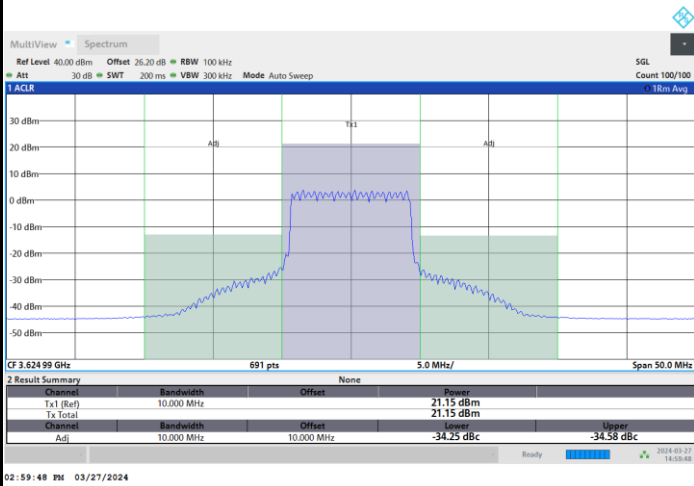 MultiView Spectrum
Ref Level 40.00 dBm Offset 26.20 dB RBW 100 kHz SGL
Att 30 dB SWT 200 ms VBW 300 kHz Mode Auto Sweep Count 100/100
1 ACLR 1Rm Avg
Tx1
Adj Adj
30 dBm
20 dBm
10 dBm
0 dBm
-10 dBm
-20 dBm
-30 dBm
-40 dBm
-50 dBm
CF 3.624 99 GHz 691 pts 5.0 MHz/ Span 50.0 MHz
2 Result Summary None
Channel Bandwidth Offset Power
Tx1 (Ref) 10.000 MHz 21.15 dBm
Tx Total 21.15 dBm
Channel Bandwidth Offset Lower Upper
Adj 10.000 MHz 10.000 MHz -34.25 dBc -34.58 dBc
Ready 2024-03-27
14:59:48
02:59:48 PM 03/27/2024